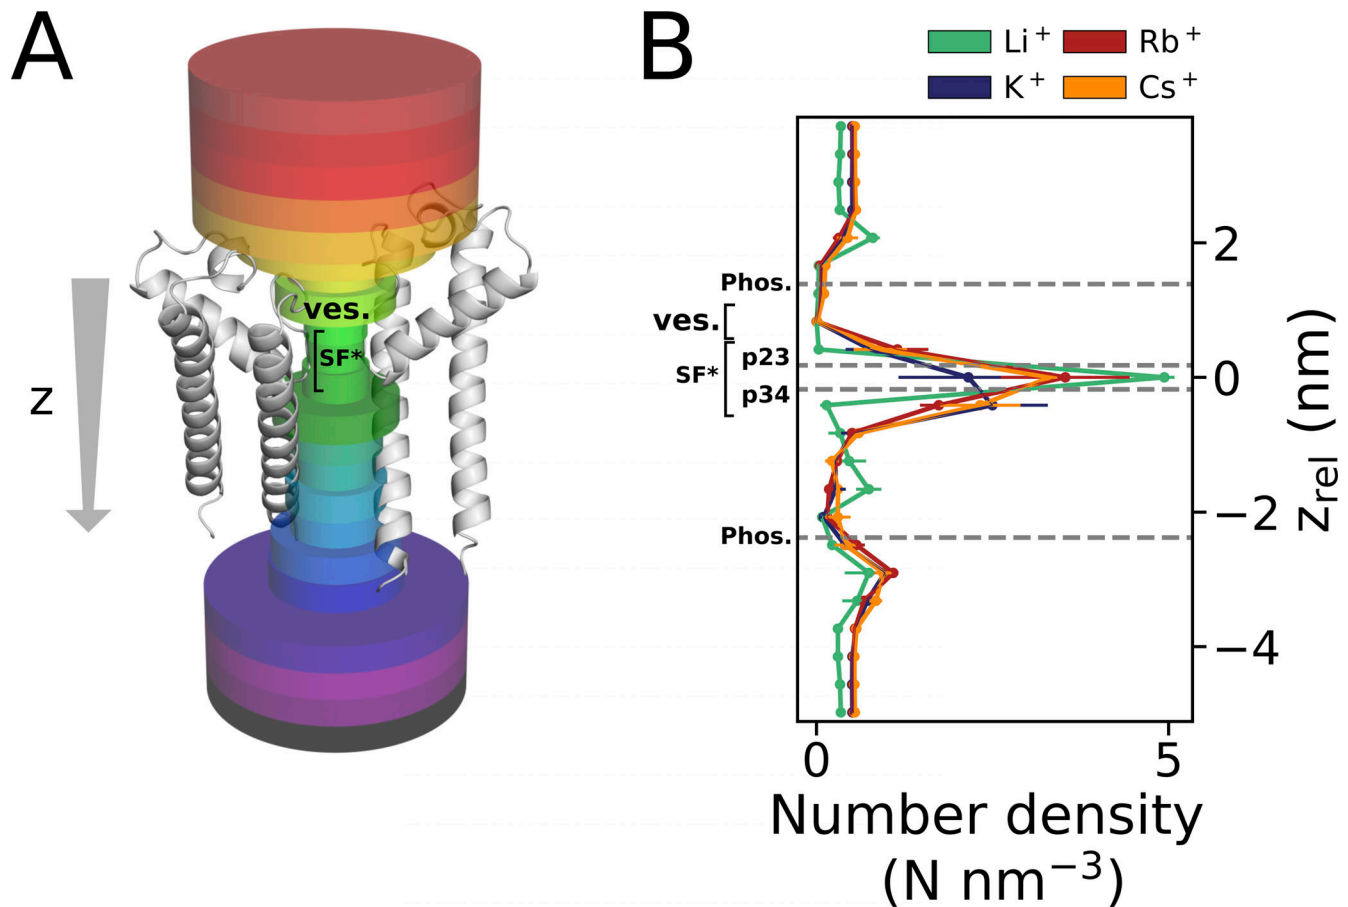 A
ves.
SF*
z
B
Li+
Rb+
K+
Cs+
Phos.
ves.
SF*
p23
p34
Phos.
2
0
−2
−4
zrel (nm)
0
5
Number density
(N nm−3)